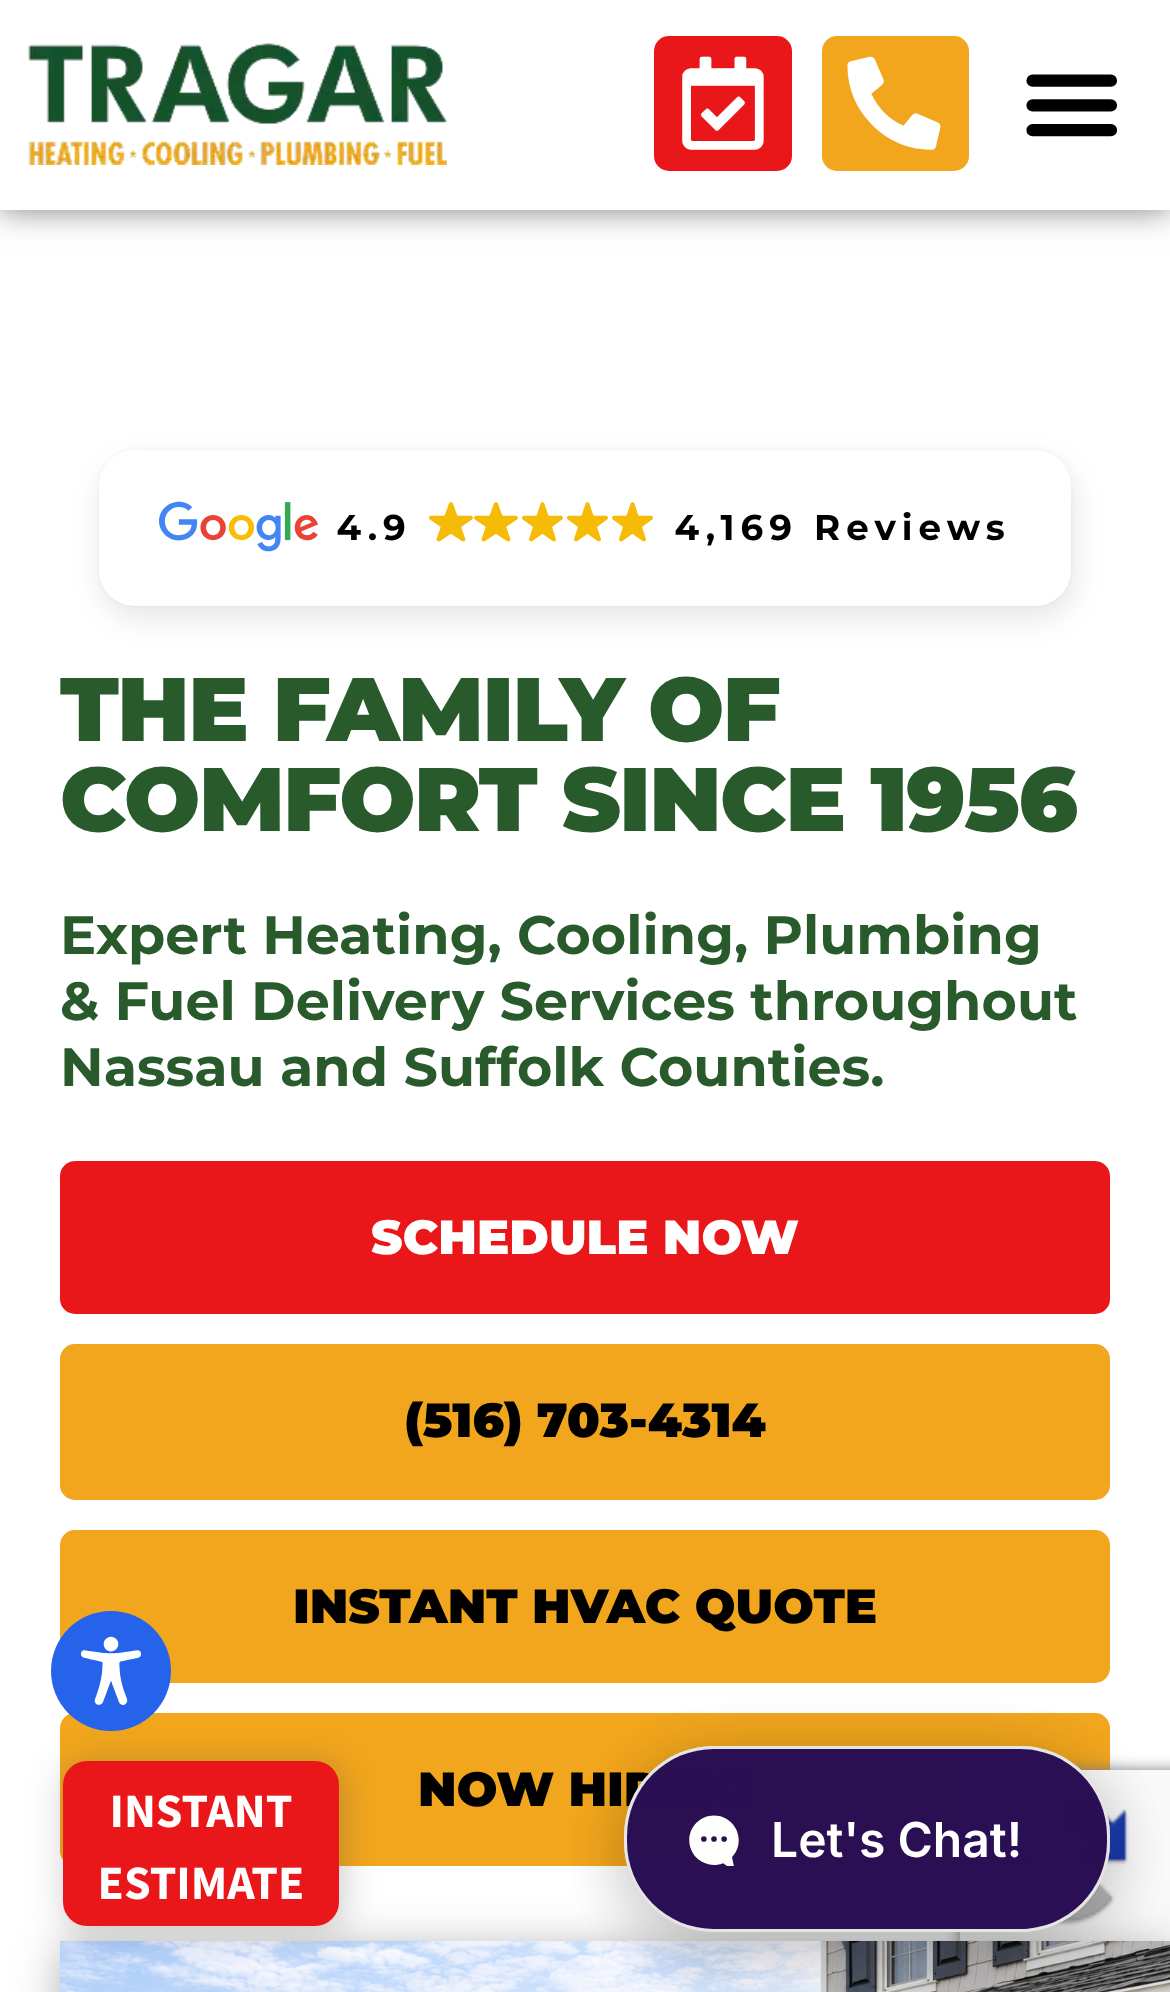 TRAGAR
HEATING · COOLING · PLUMBING · FUEL
Google 4.9 4,169 Reviews
THE FAMILY OF
COMFORT SINCE 1956
Expert Heating, Cooling, Plumbing
& Fuel Delivery Services throughout
Nassau and Suffolk Counties.
SCHEDULE NOW
(516) 703-4314
INSTANT HVAC QUOTE
NOW
INSTANT
ESTIMATE
Let's Chat!